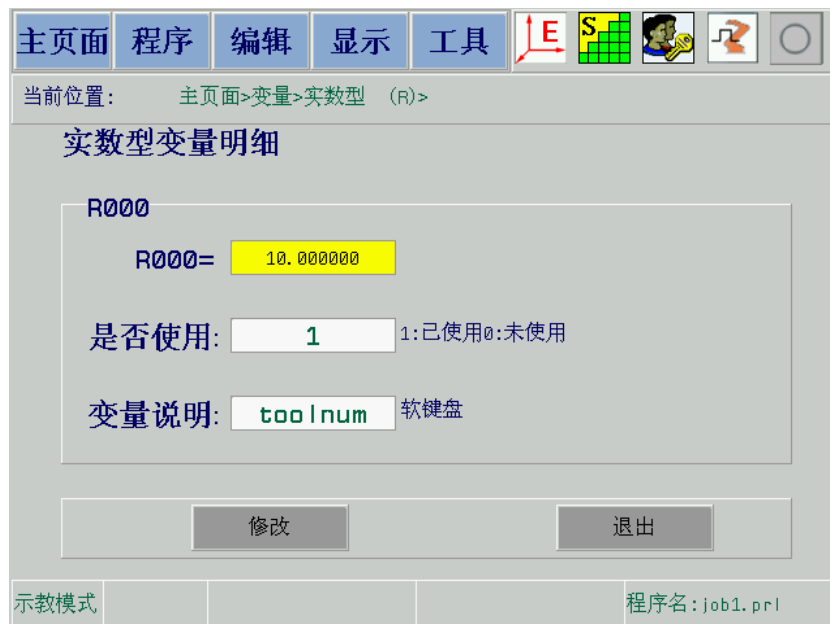 主页面 程序 编辑 显示 工具 E S
当前位置: 主页面>变量>实数型 (R)>
实数型变量明细
R000
R000= 10.000000
是否使用: 1 1:已使用0:未使用
变量说明: toolnum 软键盘
修改 退出
示教模式 程序名:job1.prl